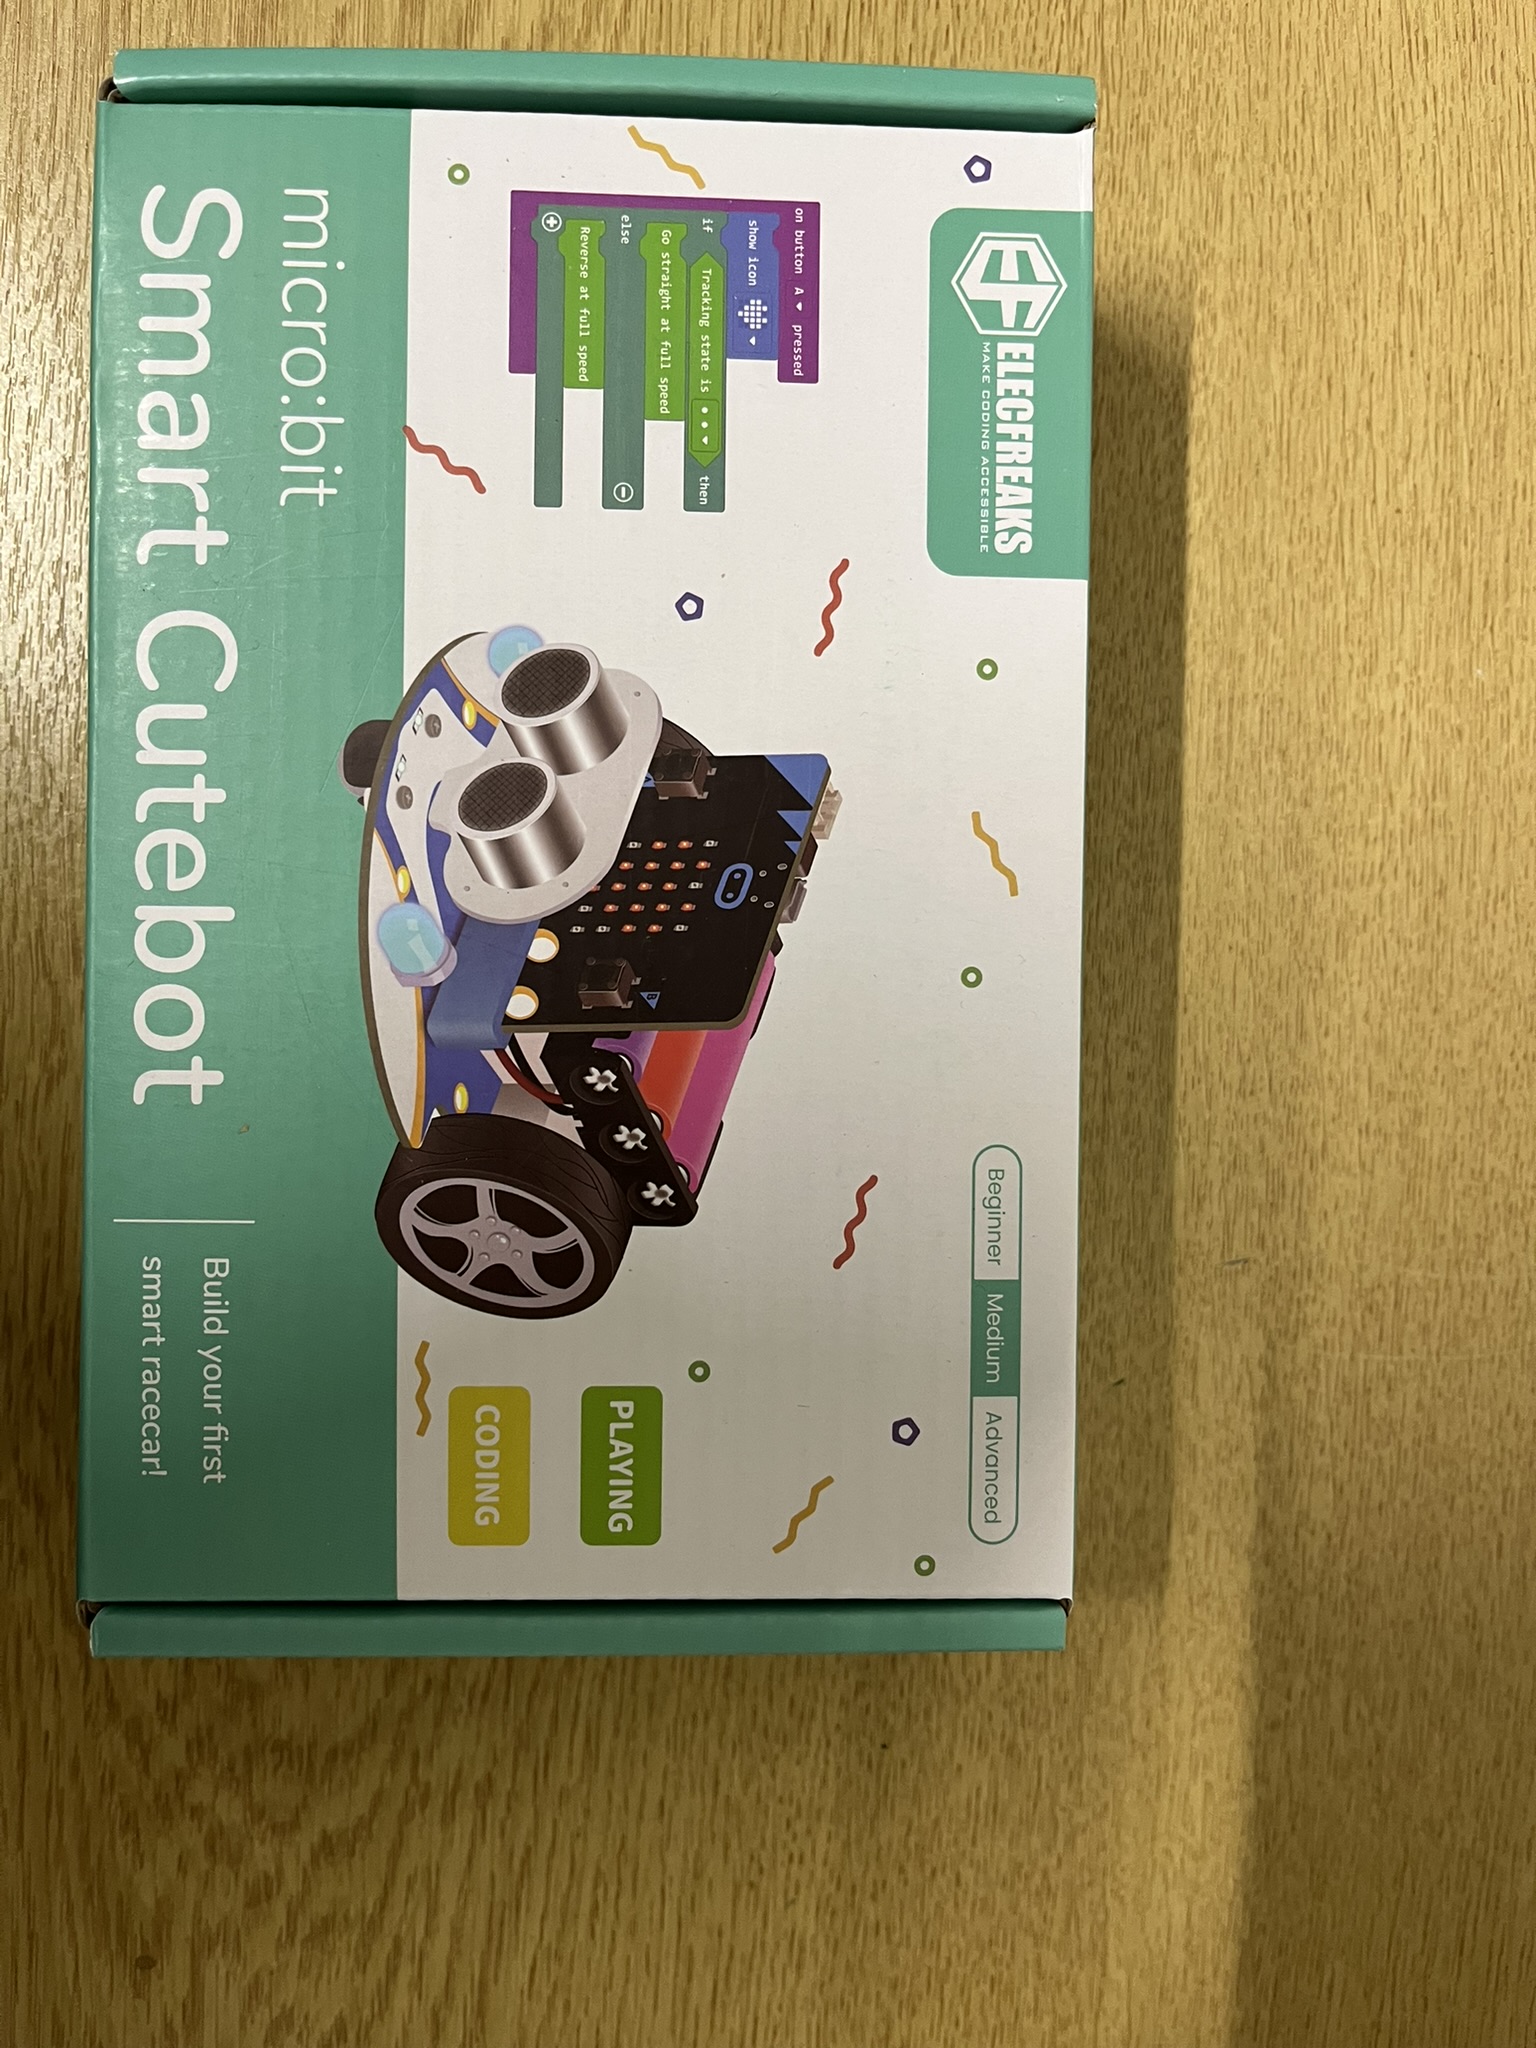 ELECFREAKS
MAKE CODING ACCESSIBLE
Beginner Medium Advanced
on button A pressed
show icon
if Tracking state is then
Go straight at full speed
else
Reverse at full speed
A
B
PLAYING
CODING
micro:bit
Smart Cutebot
Build your first
smart racecar!